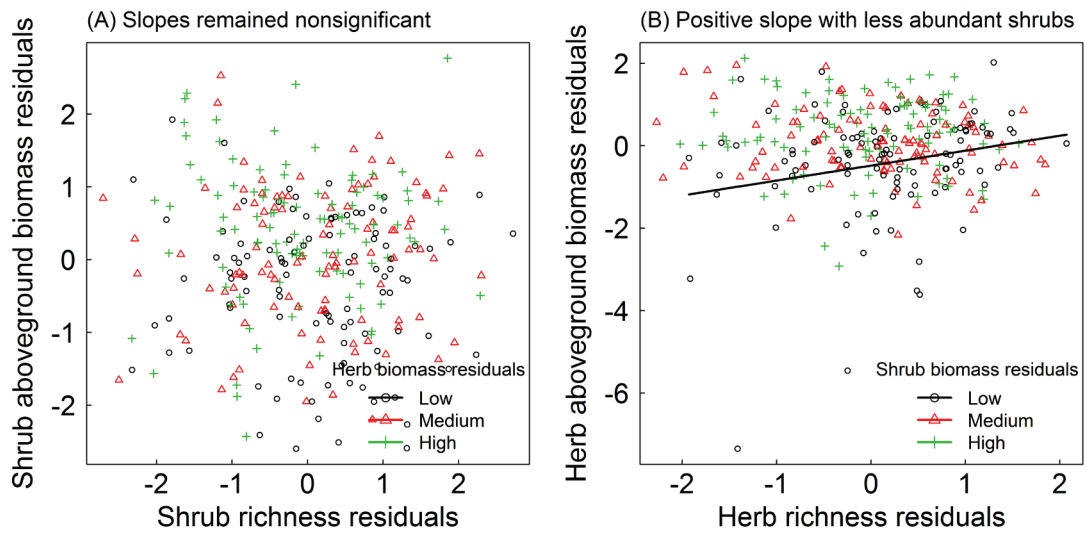 (A) Slopes remained nonsignificant
Shrub aboveground biomass residuals
2
1
0
-1
-2
Herb biomass residuals
Low
Medium
High
-2
-1
0
1
2
Shrub richness residuals
(B) Positive slope with less abundant shrubs
Herb aboveground biomass residuals
2
0
-2
-4
-6
Shrub biomass residuals
Low
Medium
High
-2
-1
0
1
2
Herb richness residuals